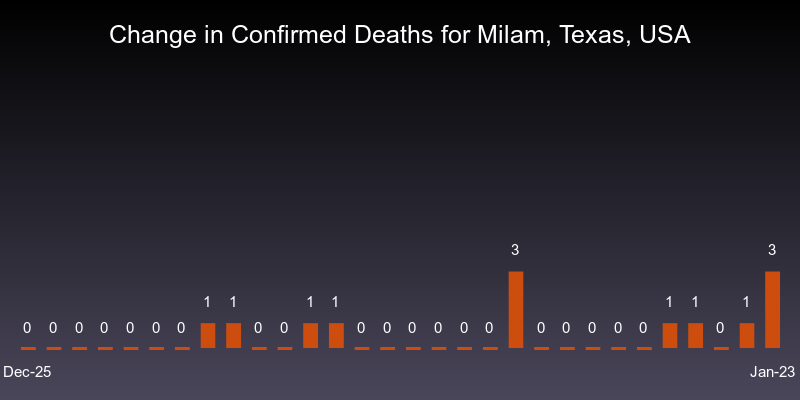 Change in Confirmed Deaths for Milam, Texas, USA
3 3
1 1 1 1 1 1 1
0 0 0 0 0 0 0 0 0 0 0 0 0 0 0 0 0 0 0 0 0
Dec-25 Jan-23